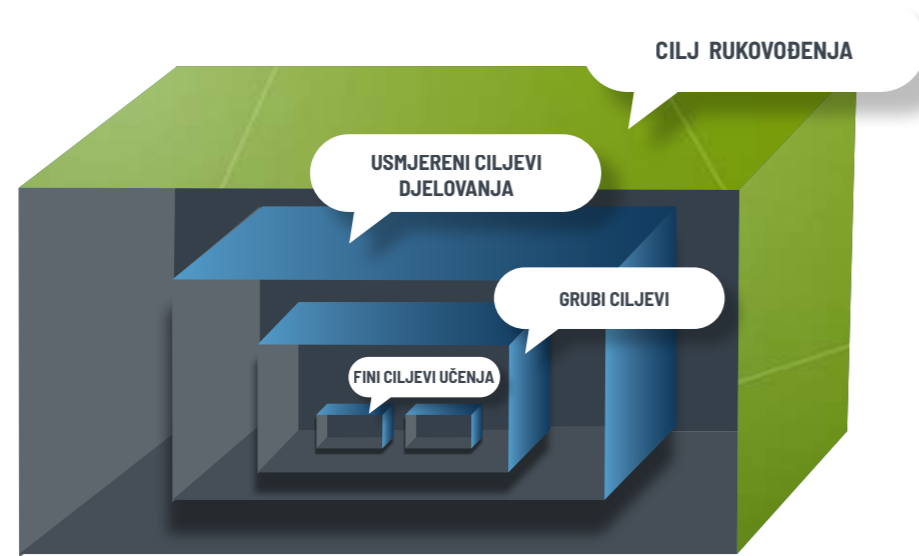 CILJ RUKOVOĐENJA
USMJERENI CILJEVI
DJELOVANJA
GRUBI CILJEVI
FINI CILJEVI UČENJA